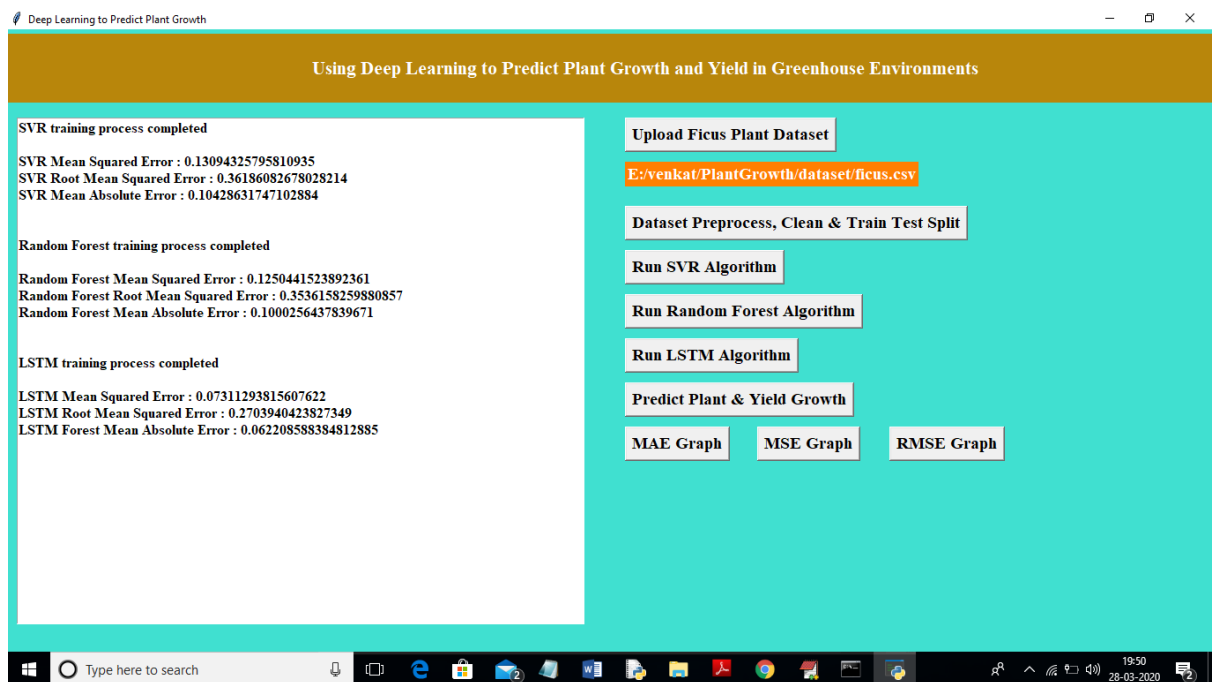 Deep Learning to Predict Plant Growth
Using Deep Learning to Predict Plant Growth and Yield in Greenhouse Environments
SVR training process completed
SVR Mean Squared Error : 0.13094325795810935
SVR Root Mean Squared Error : 0.36186082678028214
SVR Mean Absolute Error : 0.10428631747102884
Random Forest training process completed
Random Forest Mean Squared Error : 0.1250441523892361
Random Forest Root Mean Squared Error : 0.3536158259880857
Random Forest Mean Absolute Error : 0.1000256437839671
LSTM training process completed
LSTM Mean Squared Error : 0.07311293815607622
LSTM Root Mean Squared Error : 0.2703940423827349
LSTM Forest Mean Absolute Error : 0.062208588384812885
Upload Ficus Plant Dataset
E:/venkat/PlantGrowth/dataset/ficus.csv
Dataset Preprocess, Clean & Train Test Split
Run SVR Algorithm
Run Random Forest Algorithm
Run LSTM Algorithm
Predict Plant & Yield Growth
MAE Graph MSE Graph RMSE Graph
Type here to search
19:50
28-03-2020